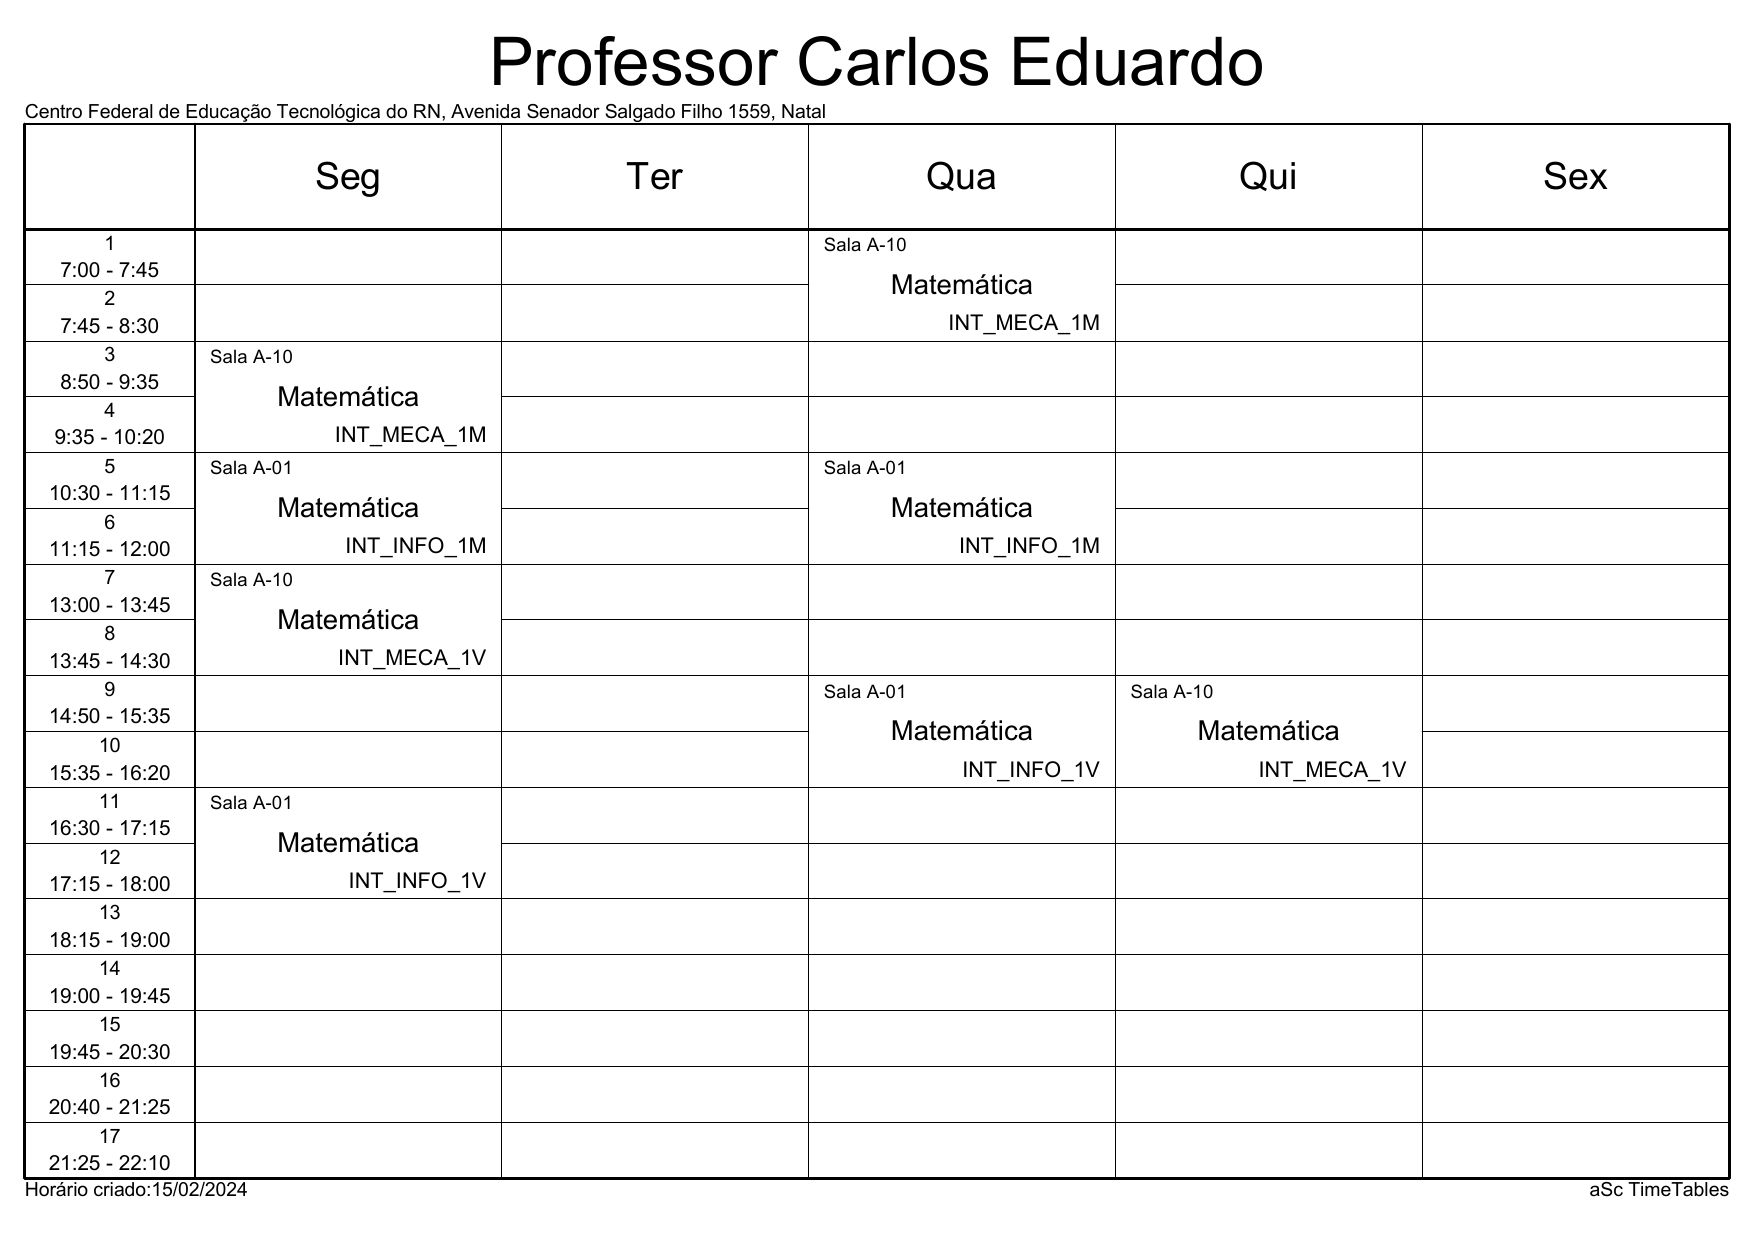 Professor Carlos Eduardo
Centro Federal de Educação Tecnológica do RN, Avenida Senador Salgado Filho 1559, Natal
Seg Ter Qua Qui Sex
1
7:00 - 7:45
Sala A-10
Matemática
INT_MECA_1M
2
7:45 - 8:30
3
8:50 - 9:35
Sala A-10
Matemática
INT_MECA_1M
4
9:35 - 10:20
5
10:30 - 11:15
Sala A-01
Matemática
INT_INFO_1M
Sala A-01
Matemática
INT_INFO_1M
6
11:15 - 12:00
7
13:00 - 13:45
Sala A-10
Matemática
INT_MECA_1V
8
13:45 - 14:30
9
14:50 - 15:35
Sala A-01
Matemática
INT_INFO_1V
Sala A-10
Matemática
INT_MECA_1V
10
15:35 - 16:20
11
16:30 - 17:15
Sala A-01
Matemática
INT_INFO_1V
12
17:15 - 18:00
13
18:15 - 19:00
14
19:00 - 19:45
15
19:45 - 20:30
16
20:40 - 21:25
17
21:25 - 22:10
Horário criado:15/02/2024
aSc TimeTables